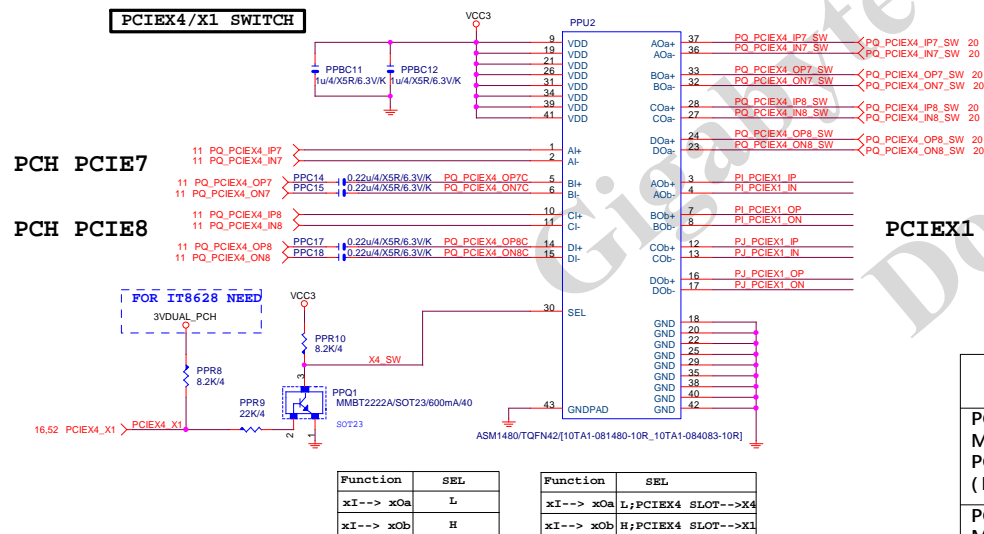 PCIEX4/X1 SWITCH
VCC3
PPU2
PPBC11
1u/4/X5R/6.3V/K
PPBC12
1u/4/X5R/6.3V/K
9 VDD
19 VDD
21 VDD
26 VDD
31 VDD
34 VDD
39 VDD
41 VDD
AOa+ 37 PQ_PCIEX4_IP7_SW PQ_PCIEX4_IP7_SW 20
AOa- 36 PQ_PCIEX4_IN7_SW PQ_PCIEX4_IN7_SW 20
BOa+ 33 PQ_PCIEX4_OP7_SW PQ_PCIEX4_OP7_SW 20
BOa- 32 PQ_PCIEX4_ON7_SW PQ_PCIEX4_ON7_SW 20
COa+ 28 PQ_PCIEX4_IP8_SW PQ_PCIEX4_IP8_SW 20
COa- 27 PQ_PCIEX4_IN8_SW PQ_PCIEX4_IN8_SW 20
DOa+ 24 PQ_PCIEX4_OP8_SW PQ_PCIEX4_OP8_SW 20
DOa- 23 PQ_PCIEX4_ON8_SW PQ_PCIEX4_ON8_SW 20
PCH PCIE7
11 PQ_PCIEX4_IP7 1 AI+
11 PQ_PCIEX4_IN7 2 AI-
11 PQ_PCIEX4_OP7 PPC14 0.22u/4/X5R/6.3V/K PQ_PCIEX4_OP7C 5 BI+
11 PQ_PCIEX4_ON7 PPC15 0.22u/4/X5R/6.3V/K PQ_PCIEX4_ON7C 6 BI-
PCH PCIE8
11 PQ_PCIEX4_IP8 10 CI+
11 PQ_PCIEX4_IN8 11 CI-
11 PQ_PCIEX4_OP8 PPC17 0.22u/4/X5R/6.3V/K PQ_PCIEX4_OP8C 14 DI+
11 PQ_PCIEX4_ON8 PPC18 0.22u/4/X5R/6.3V/K PQ_PCIEX4_ON8C 15 DI-
AOb+ 3 PI_PCIEX1_IP
AOb- 4 PI_PCIEX1_IN
BOb+ 7 PI_PCIEX1_OP
BOb- 8 PI_PCIEX1_ON
COb+ 12 PJ_PCIEX1_IP
COb- 13 PJ_PCIEX1_IN
DOb+ 16 PJ_PCIEX1_OP
DOb- 17 PJ_PCIEX1_ON
PCIEX1
FOR IT8628 NEED
3VDUAL_PCH
VCC3
30 SEL
PPR10
8.2K/4
X4_SW
PPR8
8.2K/4
PPR9
22K/4
3
PPQ1
MMBT2222A/SOT23/600mA/40
SOT23
2
1
16,52 PCIEX4_X1 PCIEX4_X1
GND 18
GND 20
GND 22
GND 25
GND 29
GND 35
GND 38
GND 40
GND 42
43 GNDPAD
ASM1480/TQFN42/[10TA1-081480-10R_10TA1-084083-10R]
Function SEL
xI--> xOa L
xI--> xOb H
Function SEL
xI--> xOa L;PCIEX4 SLOT-->X4
xI--> xOb H;PCIEX4 SLOT-->X1
Gigabyte